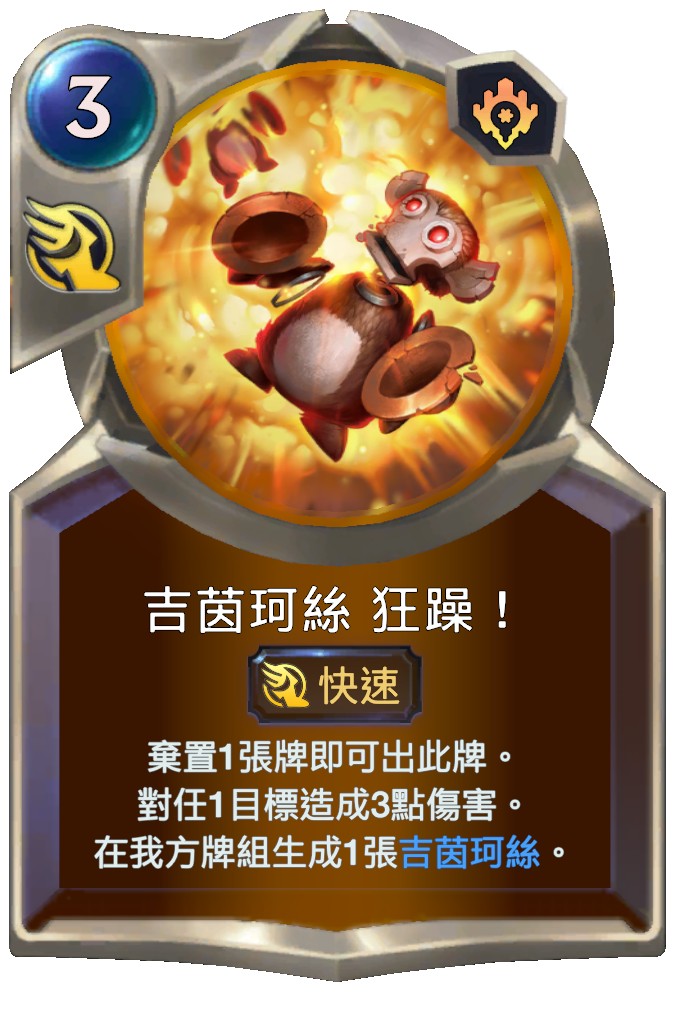 3
吉茵珂絲 狂躁！
快速
棄置1張牌即可出此牌。
對任1目標造成3點傷害。
在我方牌組生成1張吉茵珂絲。